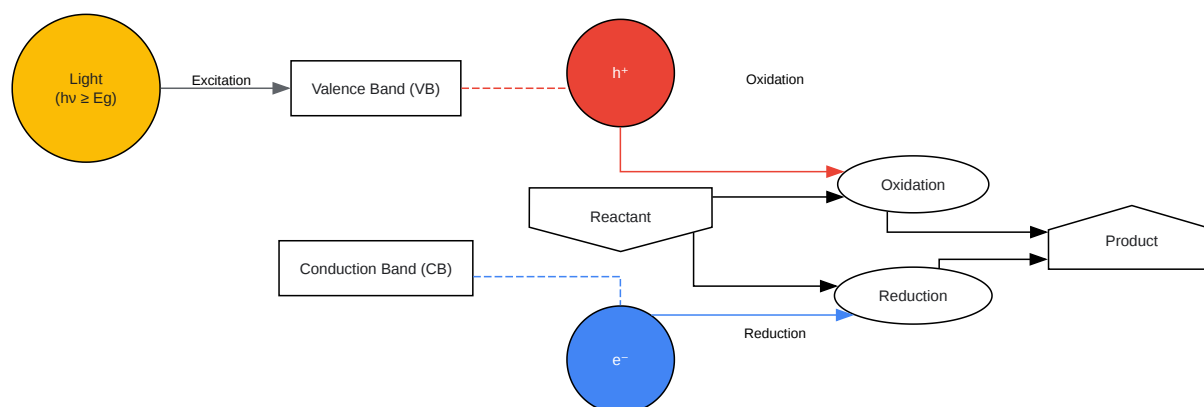 Light
(hν ≥ Eg)
Excitation
Valence Band (VB)
h⁺
Oxidation
Oxidation
Reactant
Product
Conduction Band (CB)
Reduction
Reduction
e⁻